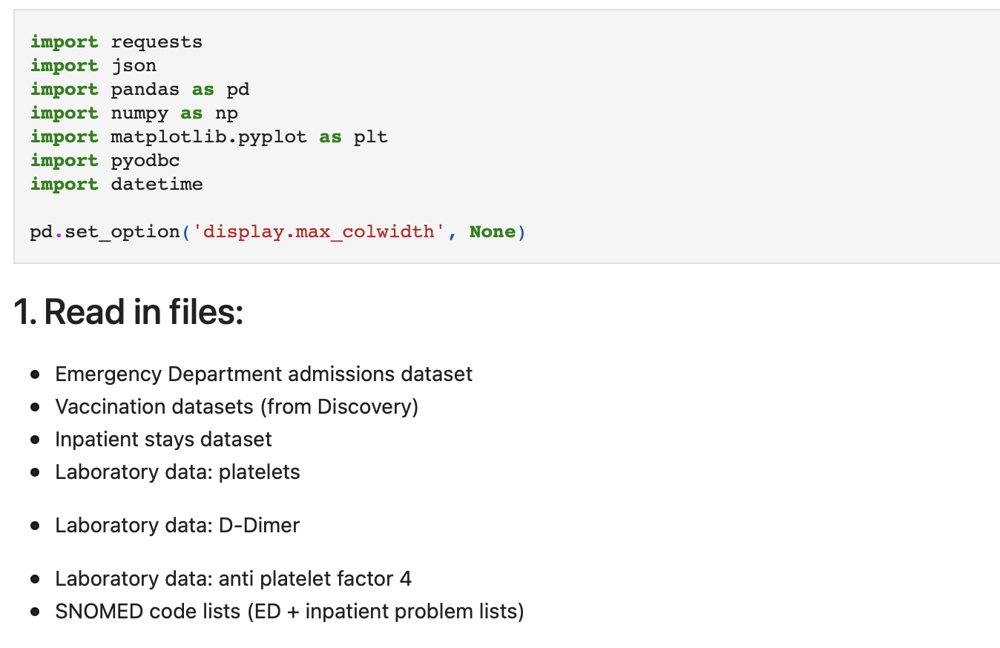 import requests
import json
import pandas as pd
import numpy as np
import matplotlib.pyplot as plt
import pyodbc
import datetime
pd.set_option('display.max_colwidth', None)
1. Read in files:
• Emergency Department admissions dataset
• Vaccination datasets (from Discovery)
• Inpatient stays dataset
• Laboratory data: platelets
• Laboratory data: D-Dimer
• Laboratory data: anti platelet factor 4
• SNOMED code lists (ED + inpatient problem lists)